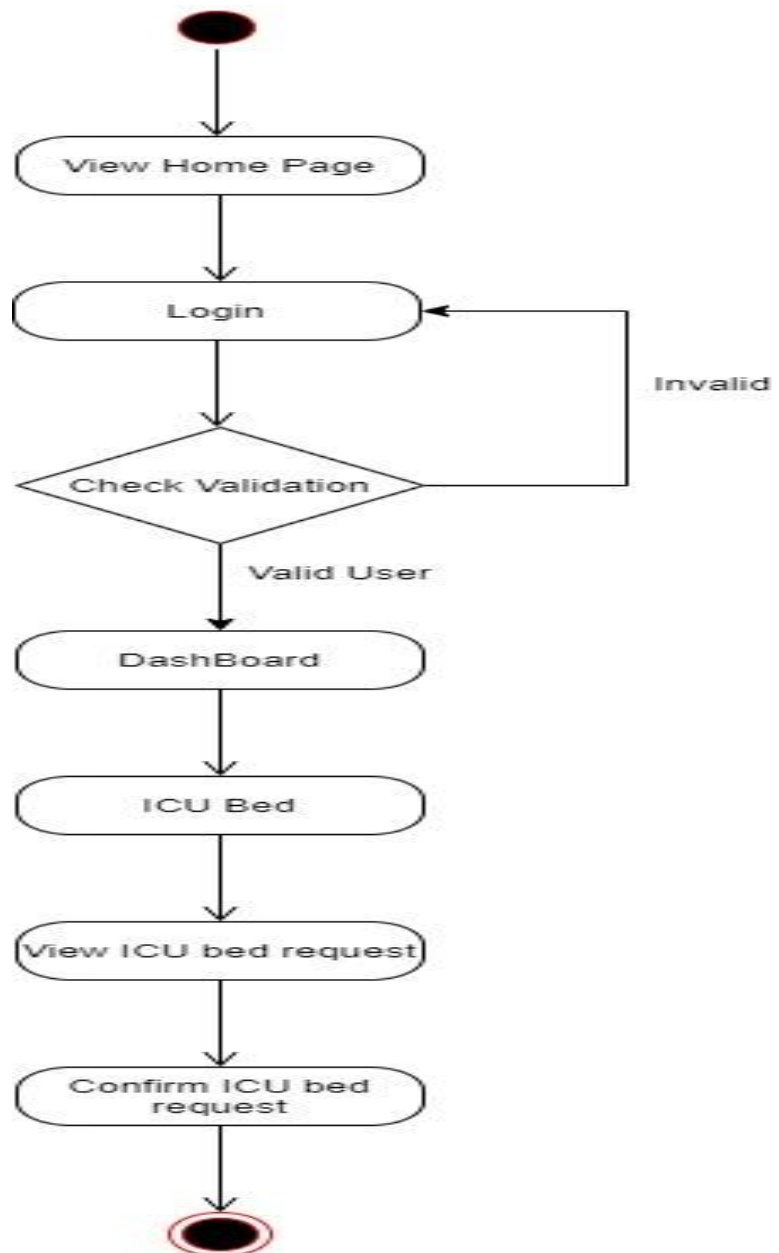 View Home Page
Login
Invalid
Check Validation
Valid User
DashBoard
ICU Bed
View ICU bed request
Confirm ICU bed
request